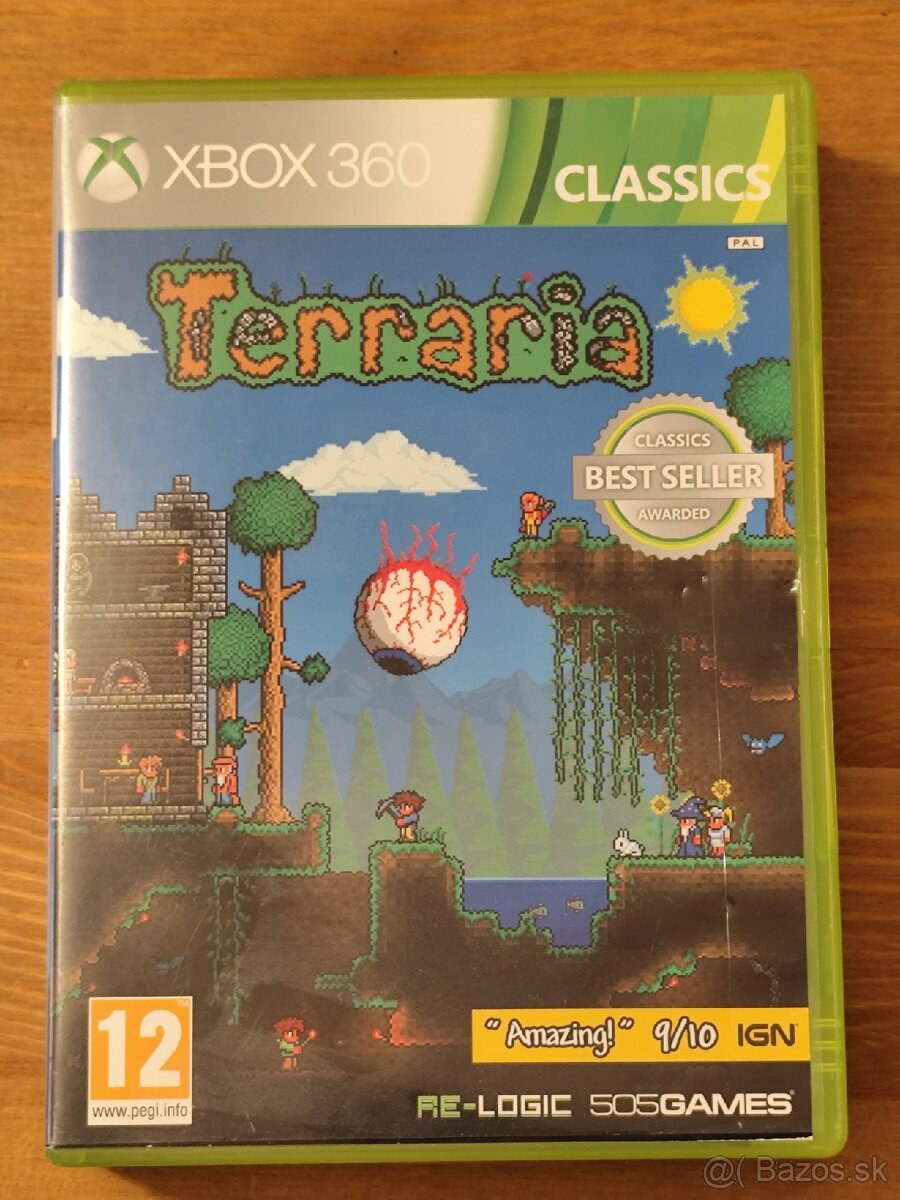 XBOX 360
CLASSICS
PAL
Terraria
CLASSICS
BEST SELLER
AWARDED
12
www.pegi.info
"Amazing!" 9/10 IGN
RE-LOGIC 505GAMES
@( Bazos.sk